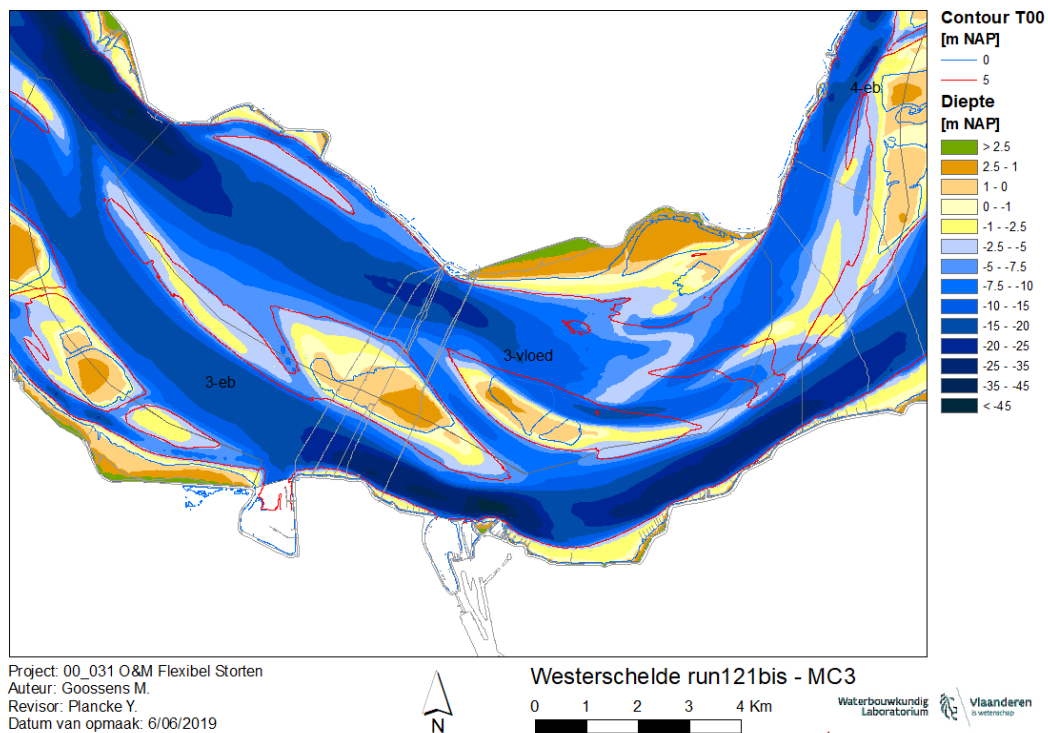 4-eb
3-vloed
3-eb
Contour T00
[m NAP]
0
5
Diepte
[m NAP]
> 2.5
2.5 - 1
1 - 0
0 - -1
-1 - -2.5
-2.5 - -5
-5 - -7.5
-7.5 - -10
-10 - -15
-15 - -20
-20 - -25
-25 - -35
-35 - -45
< -45
Project: 00_031 O&M Flexibel Storten
Auteur: Goossens M.
Revisor: Plancke Y.
Datum van opmaak: 6/06/2019
N
Westerschelde run121bis - MC3
0 1 2 3 4 Km
Waterbouwkundig
Laboratorium
Vlaanderen
is wetenschap